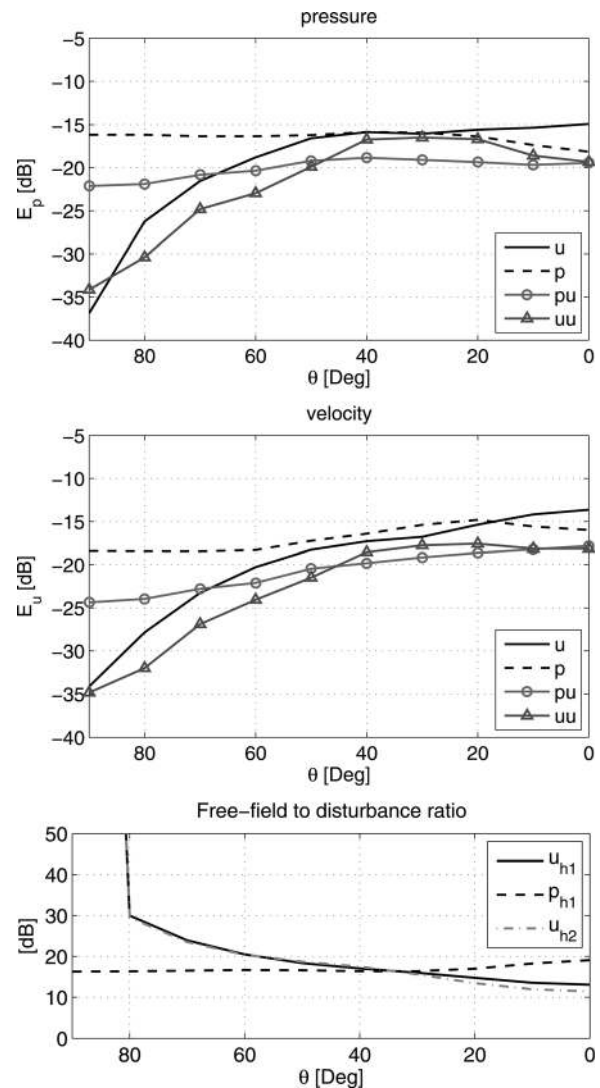 pressure
−5
−10
−15
−20
−25
−30
−35
−40
E_p [dB]
u
p
pu
uu
80
60
40
20
0
θ [Deg]
velocity
−5
−10
−15
−20
−25
−30
−35
−40
E_u [dB]
u
p
pu
uu
80
60
40
20
0
θ [Deg]
Free−field to disturbance ratio
50
40
30
20
10
0
[dB]
u_h1
p_h1
u_h2
80
60
40
20
0
θ [Deg]